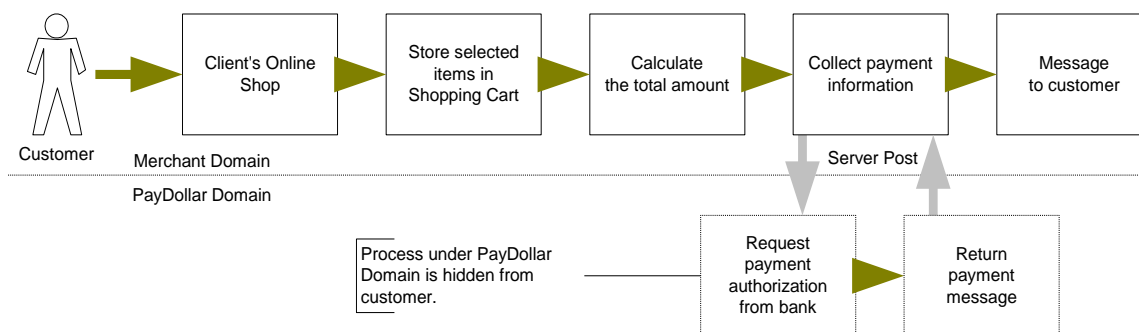 Customer
Client's Online
Shop
Store selected
items in
Shopping Cart
Calculate
the total amount
Collect payment
information
Message
to customer
Merchant Domain
Server Post
PayDollar Domain
Process under PayDollar
Domain is hidden from
customer.
Request
payment
authorization
from bank
Return
payment
message